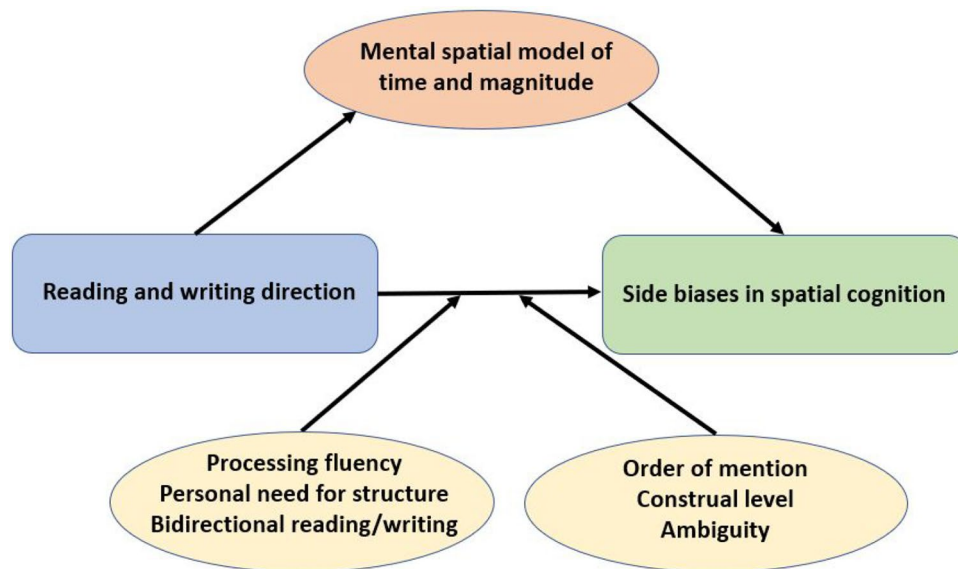 Mental spatial model of
time and magnitude
Reading and writing direction
Side biases in spatial cognition
Processing fluency
Personal need for structure
Bidirectional reading/writing
Order of mention
Construal level
Ambiguity